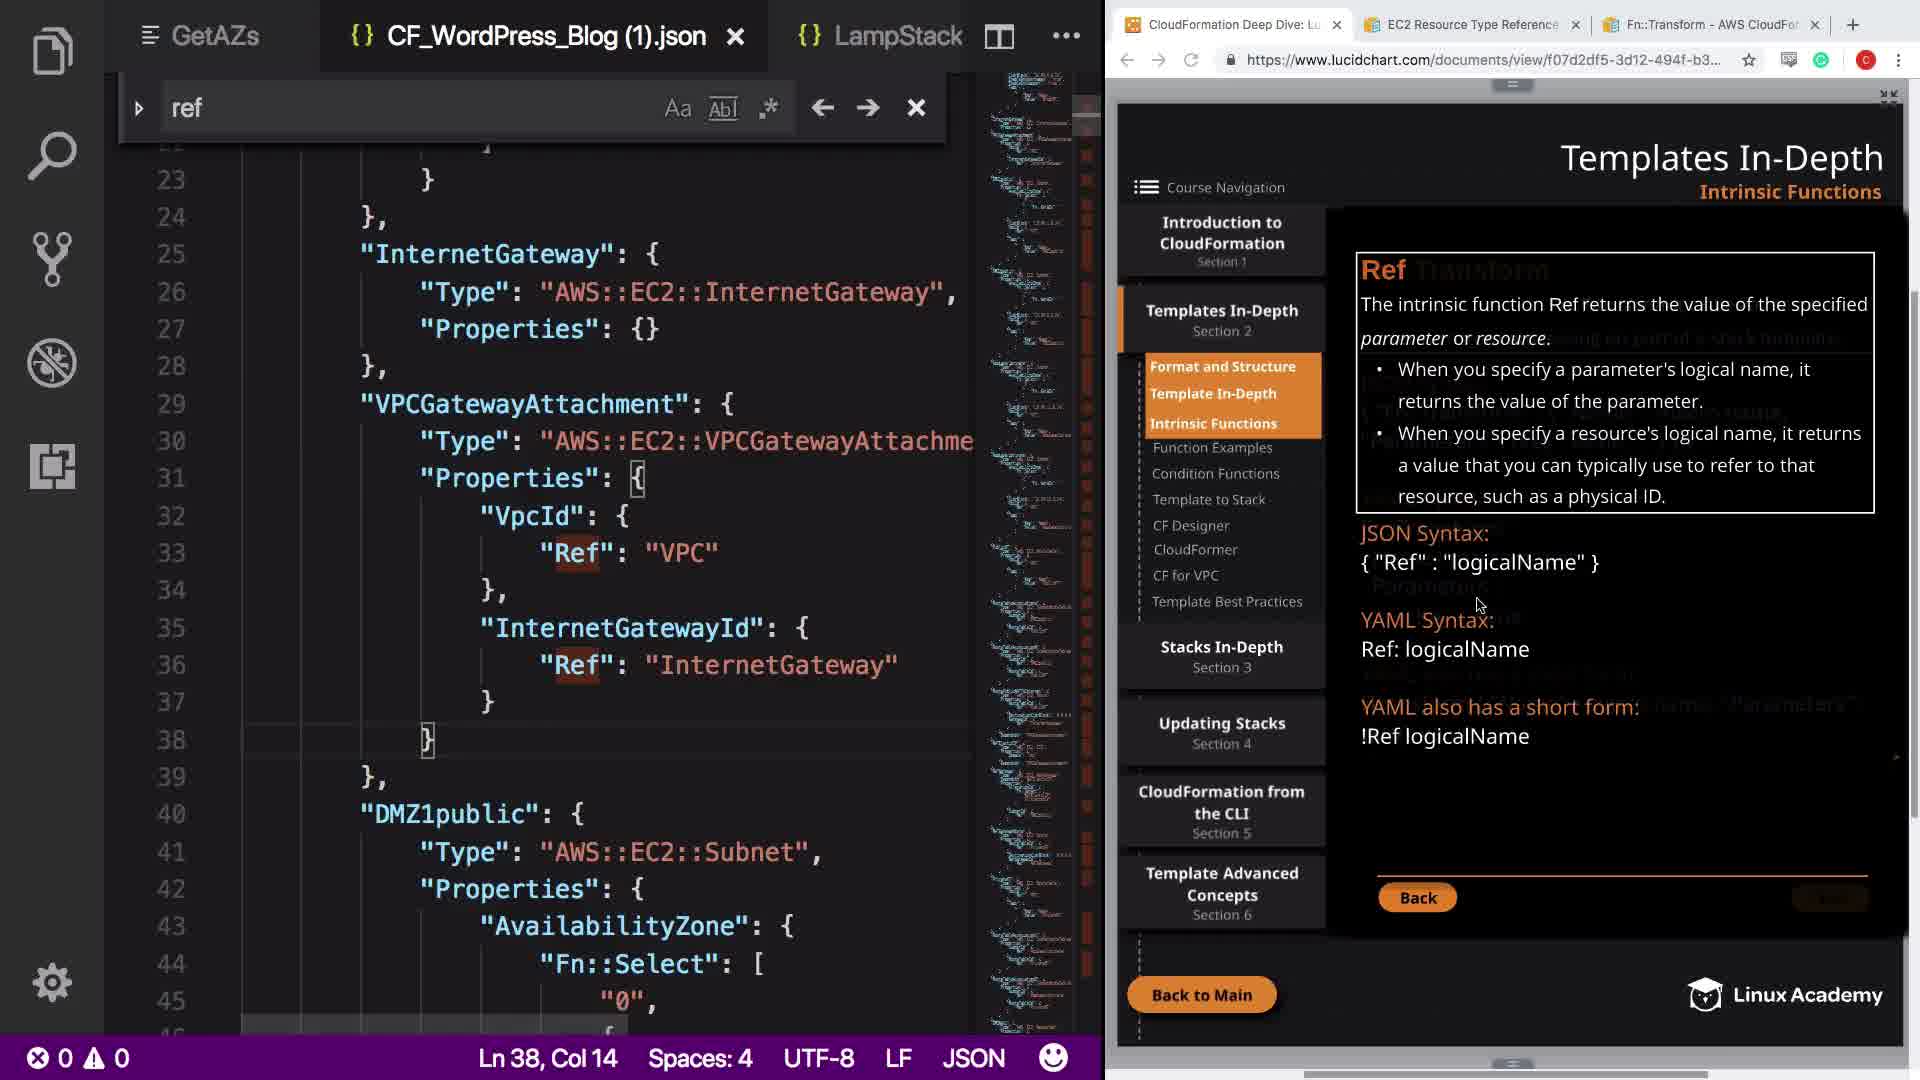 GetAZs
{} CF_WordPress_Blog (1).json
{} LampStack
ref
Aa Abl .*
23 }
24 },
25 "InternetGateway": {
26 "Type": "AWS::EC2::InternetGateway",
27 "Properties": {}
28 },
29 "VPCGatewayAttachment": {
30 "Type": "AWS::EC2::VPCGatewayAttachme
31 "Properties": {
32 "VpcId": {
33 "Ref": "VPC"
34 },
35 "InternetGatewayId": {
36 "Ref": "InternetGateway"
37 }
38 }
39 },
40 "DMZ1public": {
41 "Type": "AWS::EC2::Subnet",
42 "Properties": {
43 "AvailabilityZone": {
44 "Fn::Select": [
45 "0",
0 0
Ln 38, Col 14 Spaces: 4 UTF-8 LF JSON
CloudFormation Deep Dive: Lu
EC2 Resource Type Reference
Fn::Transform - AWS CloudFor
https://www.lucidchart.com/documents/view/f07d2df5-3d12-494f-b3...
C
Templates In-Depth
Intrinsic Functions
Course Navigation
Introduction to
CloudFormation
Section 1
Templates In-Depth
Section 2
Format and Structure
Template In-Depth
Intrinsic Functions
Function Examples
Condition Functions
Template to Stack
CF Designer
CloudFormer
CF for VPC
Template Best Practices
Stacks In-Depth
Section 3
Updating Stacks
Section 4
CloudFormation from
the CLI
Section 5
Template Advanced
Concepts
Section 6
Back to Main
Ref Transform
The intrinsic function Ref returns the value of the specified
parameter or resource.
• When you specify a parameter's logical name, it
returns the value of the parameter.
• When you specify a resource's logical name, it returns
a value that you can typically use to refer to that
resource, such as a physical ID.
JSON Syntax:
{ "Ref" : "logicalName" }
Parameters
YAML Syntax:
Ref: logicalName
YAML also has a short form:
!Ref logicalName
Back
Linux Academy